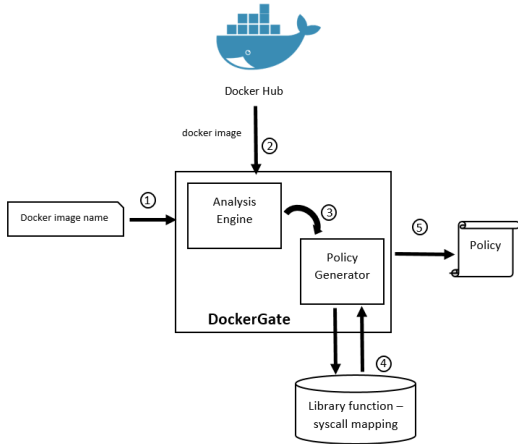 Docker Hub
docker image
2
1
Docker image name
Analysis
Engine
3
5
Policy
Policy
Generator
DockerGate
4
Library function –
syscall mapping